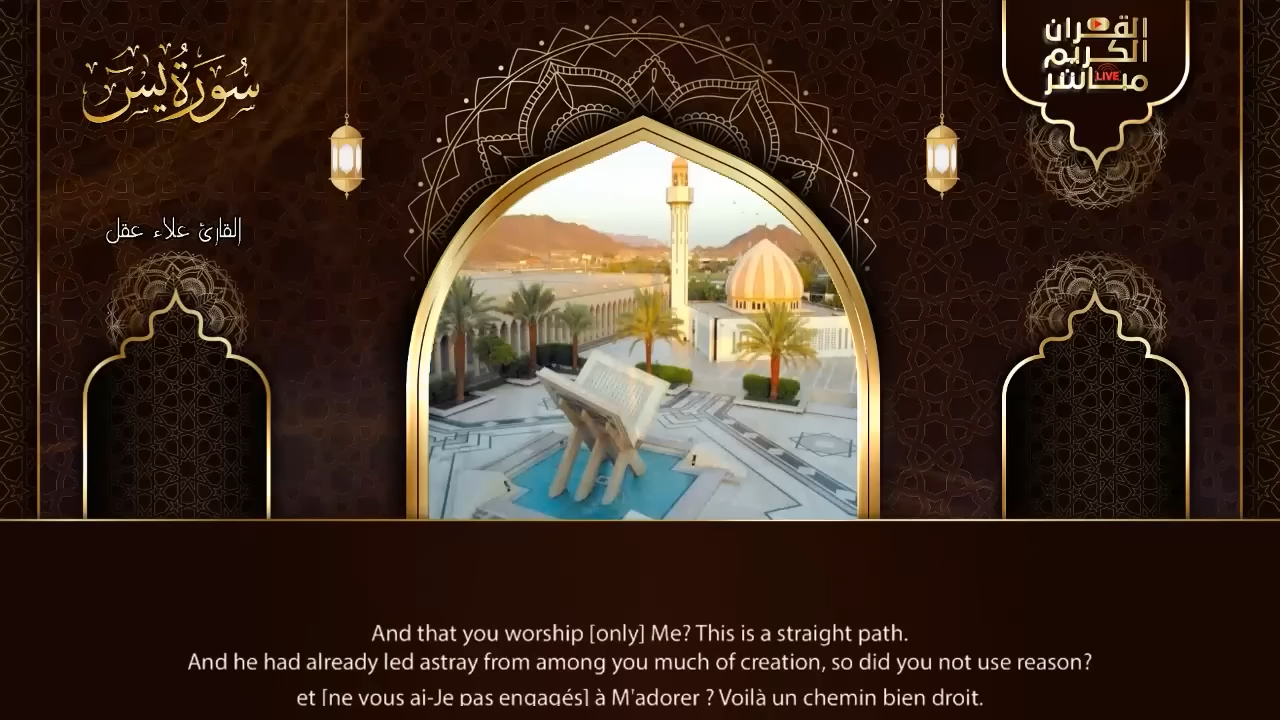 سُورَةُ يس
القرآن
الكريم
مباشر
LIVE
القارئ علاء عقل
And that you worship [only] Me? This is a straight path.
And he had already led astray from among you much of creation, so did you not use reason?
et [ne vous ai-Je pas engagés] à M'adorer ? Voilà un chemin bien droit.